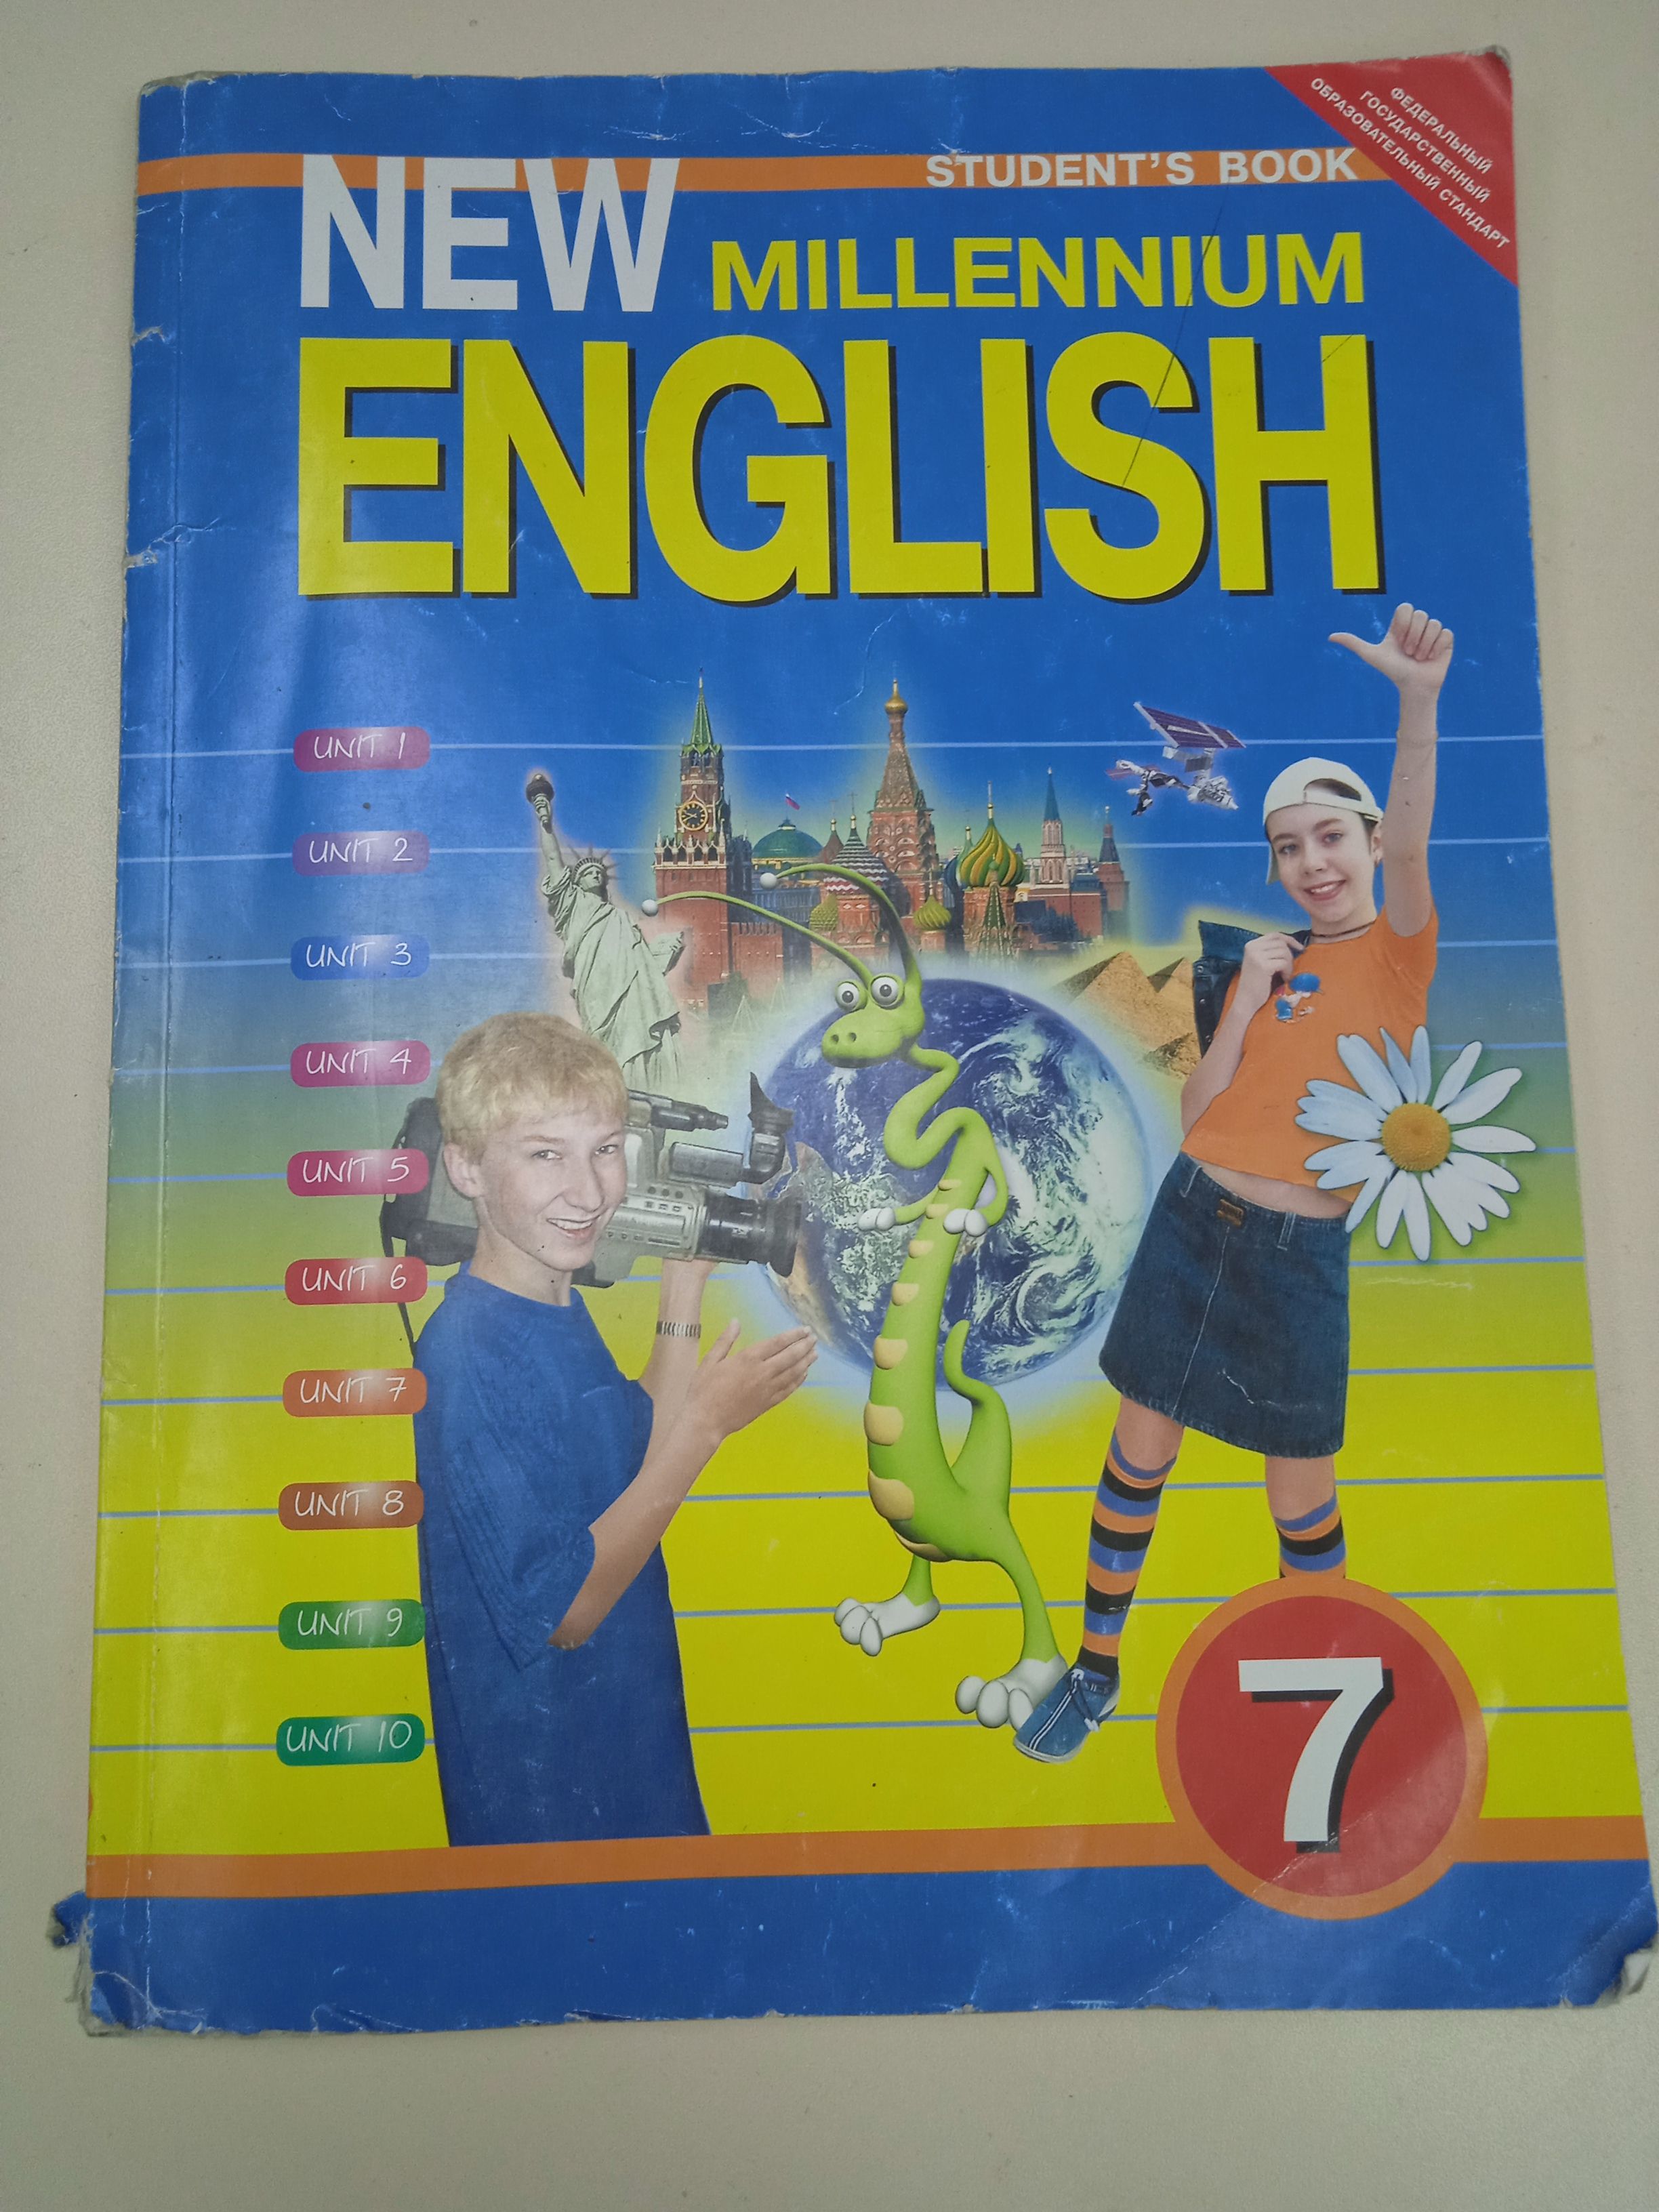 ФЕДЕРАЛЬНЫЙ
ГОСУДАРСТВЕННЫЙ
ОБРАЗОВАТЕЛЬНЫЙ СТАНДАРТ
STUDENT'S BOOK
NEW MILLENNIUM
ENGLISH
UNIT 1
UNIT 2
UNIT 3
UNIT 4
UNIT 5
UNIT 6
UNIT 7
UNIT 8
UNIT 9
UNIT 10
7